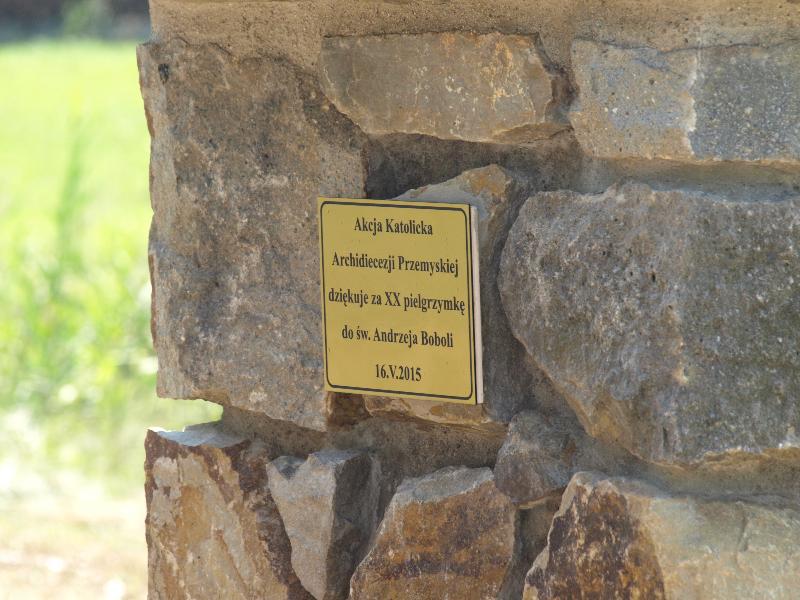 Akcja Katolicka
Archidiecezji Przemyskiej
dziękuje za XX pielgrzymkę
do św. Andrzeja Boboli
16.V.2015